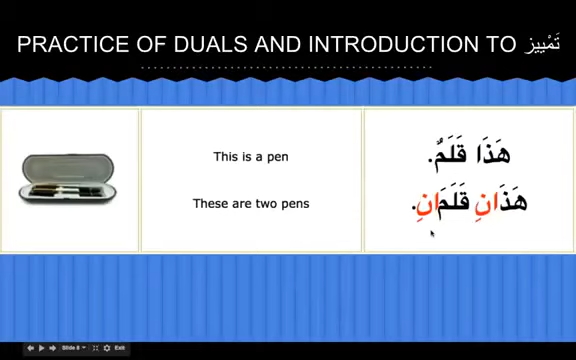 PRACTICE OF DUALS AND INTRODUCTION TO تَمْيِيز
This is a pen
هَذَا قَلَمٌ.
These are two pens
هَذَانِ قَلَمَانِ.
Slide 8
Exit